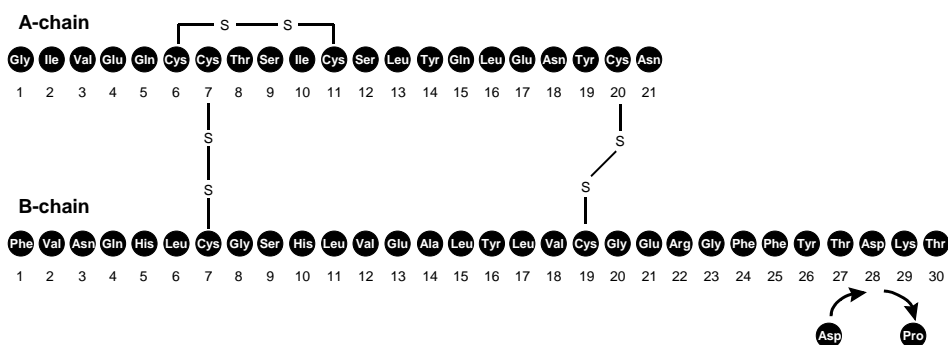 A-chain
S S
Gly Ile Val Glu Gln Cys Cys Thr Ser Ile Cys Ser Leu Tyr Gln Leu Glu Asn Tyr Cys Asn
1 2 3 4 5 6 7 8 9 10 11 12 13 14 15 16 17 18 19 20 21
S S
S S
B-chain
Phe Val Asn Gln His Leu Cys Gly Ser His Leu Val Glu Ala Leu Tyr Leu Val Cys Gly Glu Arg Gly Phe Phe Tyr Thr Asp Lys Thr
1 2 3 4 5 6 7 8 9 10 11 12 13 14 15 16 17 18 19 20 21 22 23 24 25 26 27 28 29 30
Asp Pro